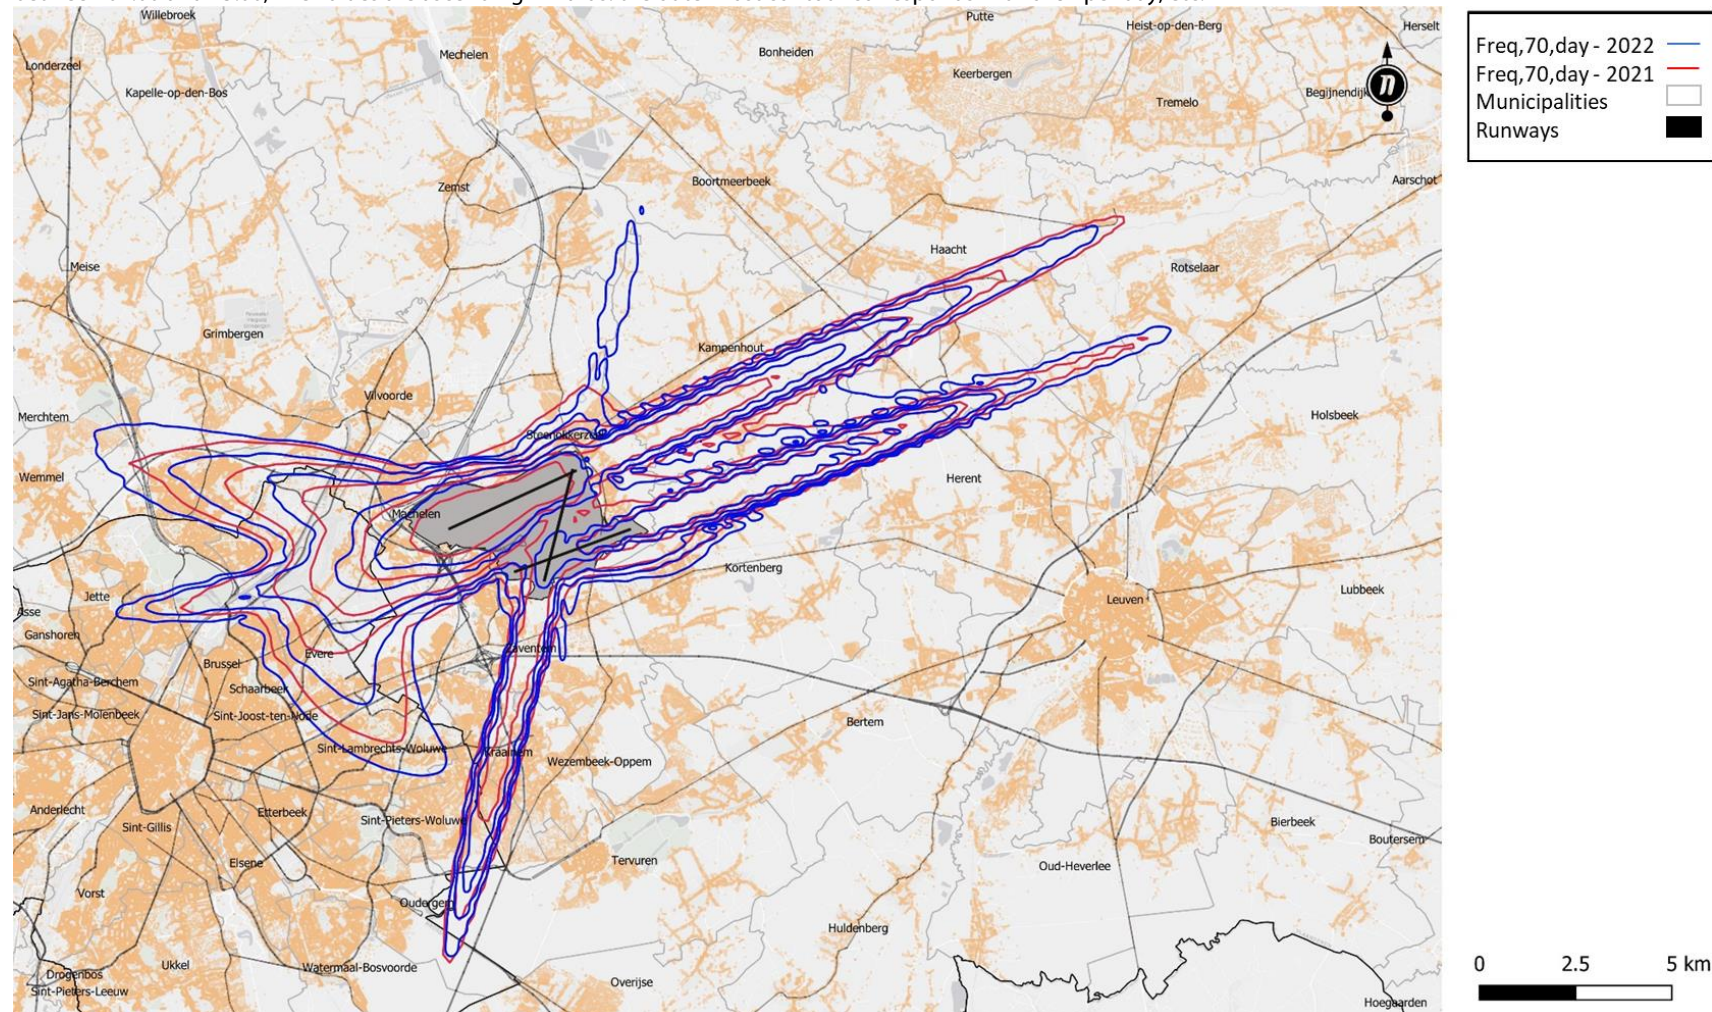 Willebroek
Putte
Heist-op-den-Berg
Herselt
Mechelen
Bonheiden
Londerzeel
Keerbergen
Kapelle-op-den-Bos
Begijnendijk
Tremelo
Zemst
Boortmeerbeek
Aarschot
Haacht
Meise
Rotselaar
Grimbergen
Kampenhout
Vilvoorde
Merchtem
Holsbeek
Steenokkerzeel
Wemmel
Herent
Machelen
Kortenberg
Jette
Lubbeek
Leuven
Asse
Ganshoren
Zaventem
Evere
Brussel
Sint-Agatha-Berchem
Schaarbeek
Sint-Jans-Molenbeek
Sint-Joost-ten-Node
Bertem
Sint-Lambrechts-Woluwe
Kraainem
Wezembeek-Oppem
Anderlecht
Etterbeek
Sint-Pieters-Woluwe
Bierbeek
Sint-Gillis
Boutersem
Elsene
Tervuren
Oud-Heverlee
Vorst
Oudergem
Huldenberg
Ukkel
Watermaal-Bosvoorde
Drogenbos
Overijse
Sint-Pieters-Leeuw
Hoegaarden
Freq,70,day - 2022
Freq,70,day - 2021
Municipalities
Runways
n
0 2.5 5 km